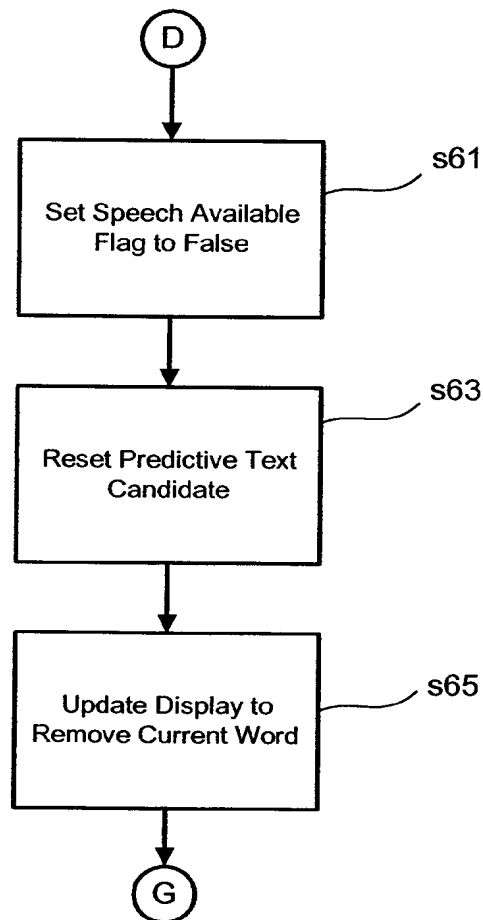 D
s61
Set Speech Available
Flag to False
s63
Reset Predictive Text
Candidate
s65
Update Display to
Remove Current Word
G